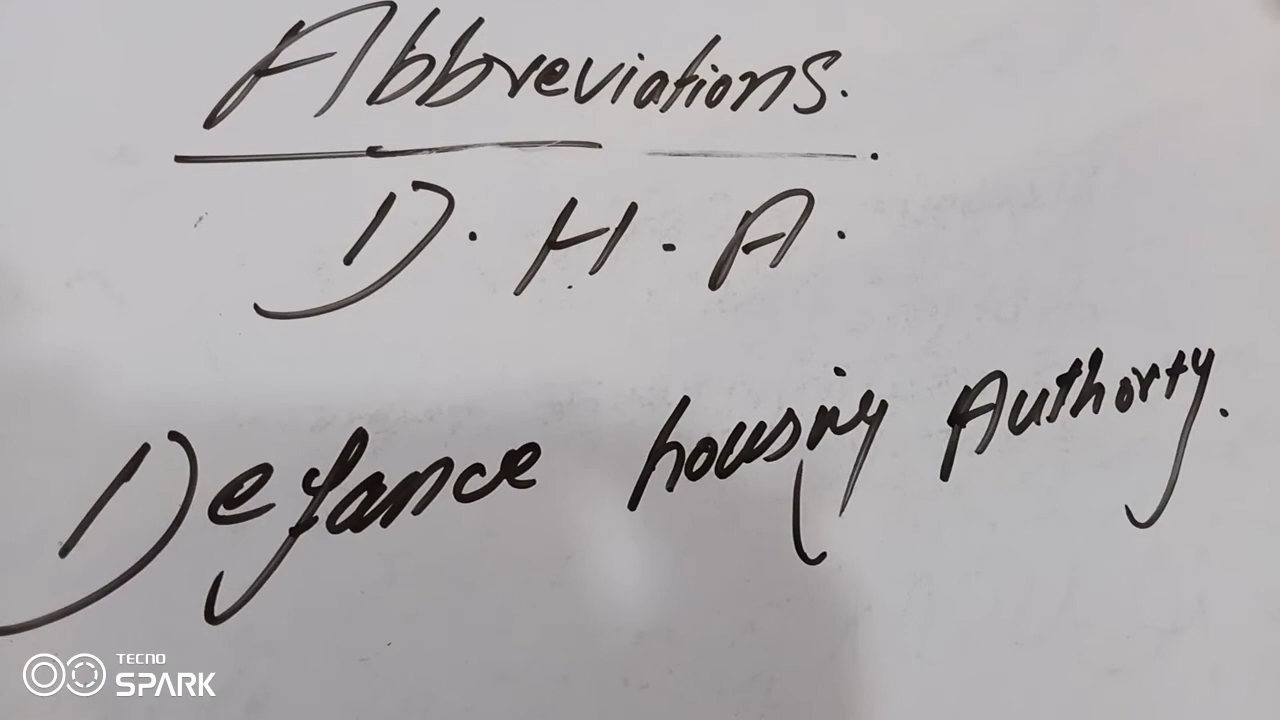 Abbreviations.
D. H. A.
Defance housing Authorty.
TECNO
SPARK